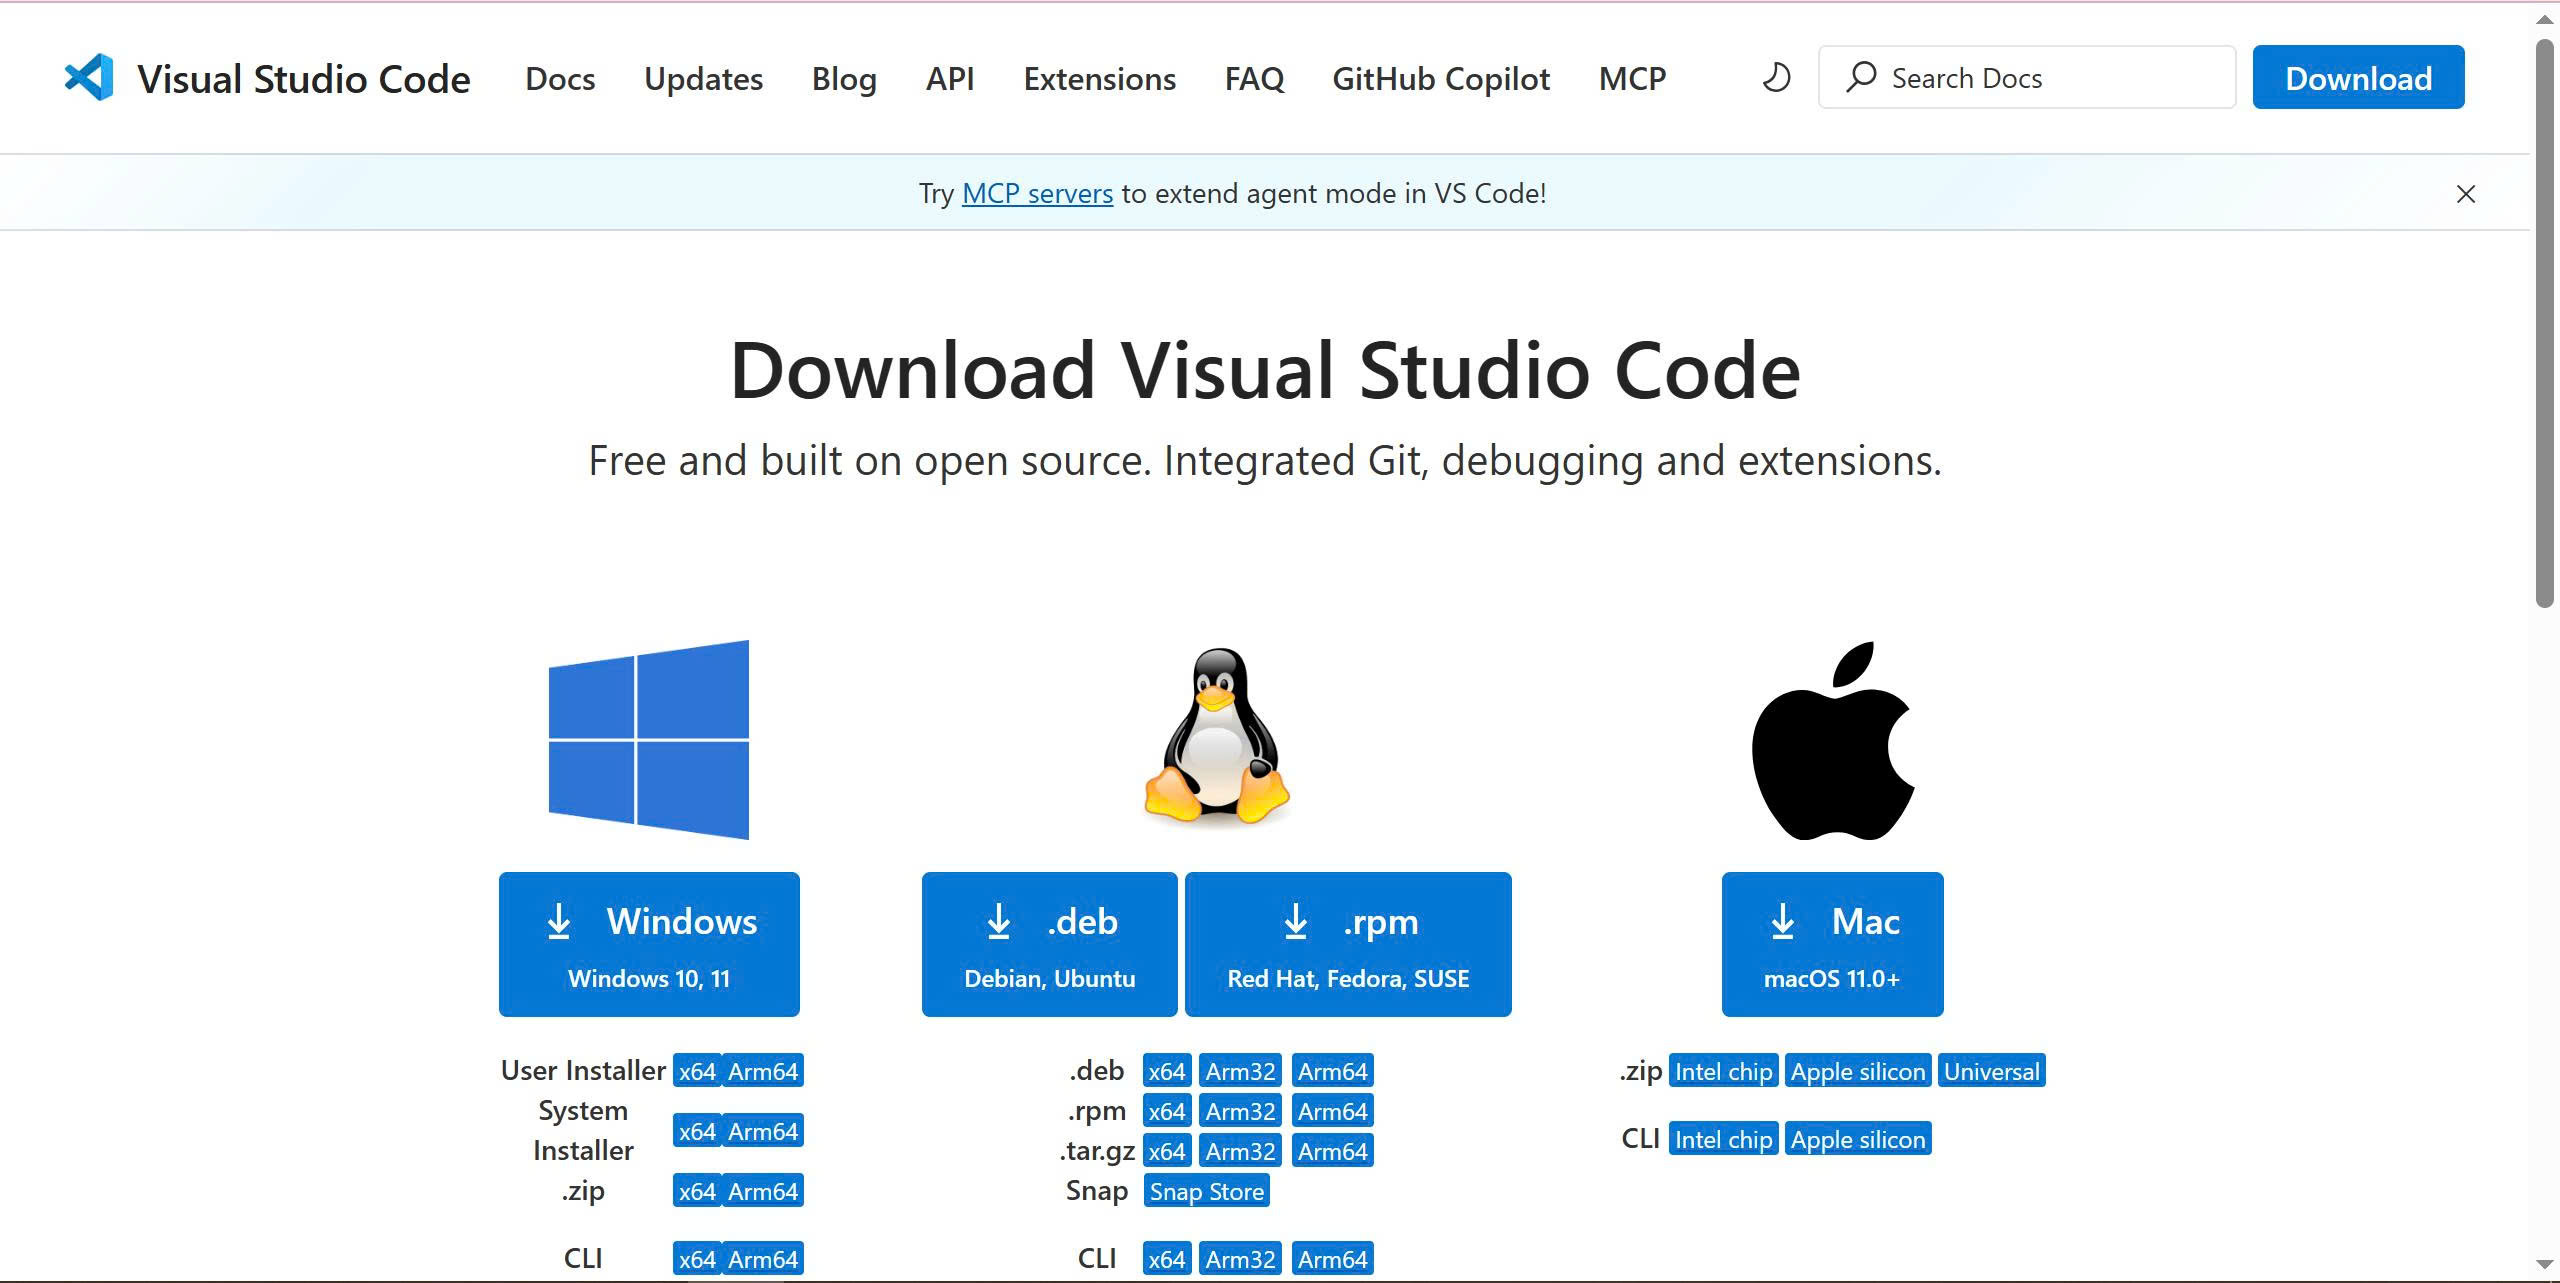 Visual Studio Code Docs Updates Blog API Extensions FAQ GitHub Copilot MCP Search Docs Download
Try MCP servers to extend agent mode in VS Code!
Download Visual Studio Code
Free and built on open source. Integrated Git, debugging and extensions.
Windows
Windows 10, 11
User Installer x64 Arm64
System
Installer x64 Arm64
.zip x64 Arm64
CLI x64 Arm64
.deb
Debian, Ubuntu
.rpm
Red Hat, Fedora, SUSE
.deb x64 Arm32 Arm64
.rpm x64 Arm32 Arm64
.tar.gz x64 Arm32 Arm64
Snap Snap Store
CLI x64 Arm32 Arm64
Mac
macOS 11.0+
.zip Intel chip Apple silicon Universal
CLI Intel chip Apple silicon